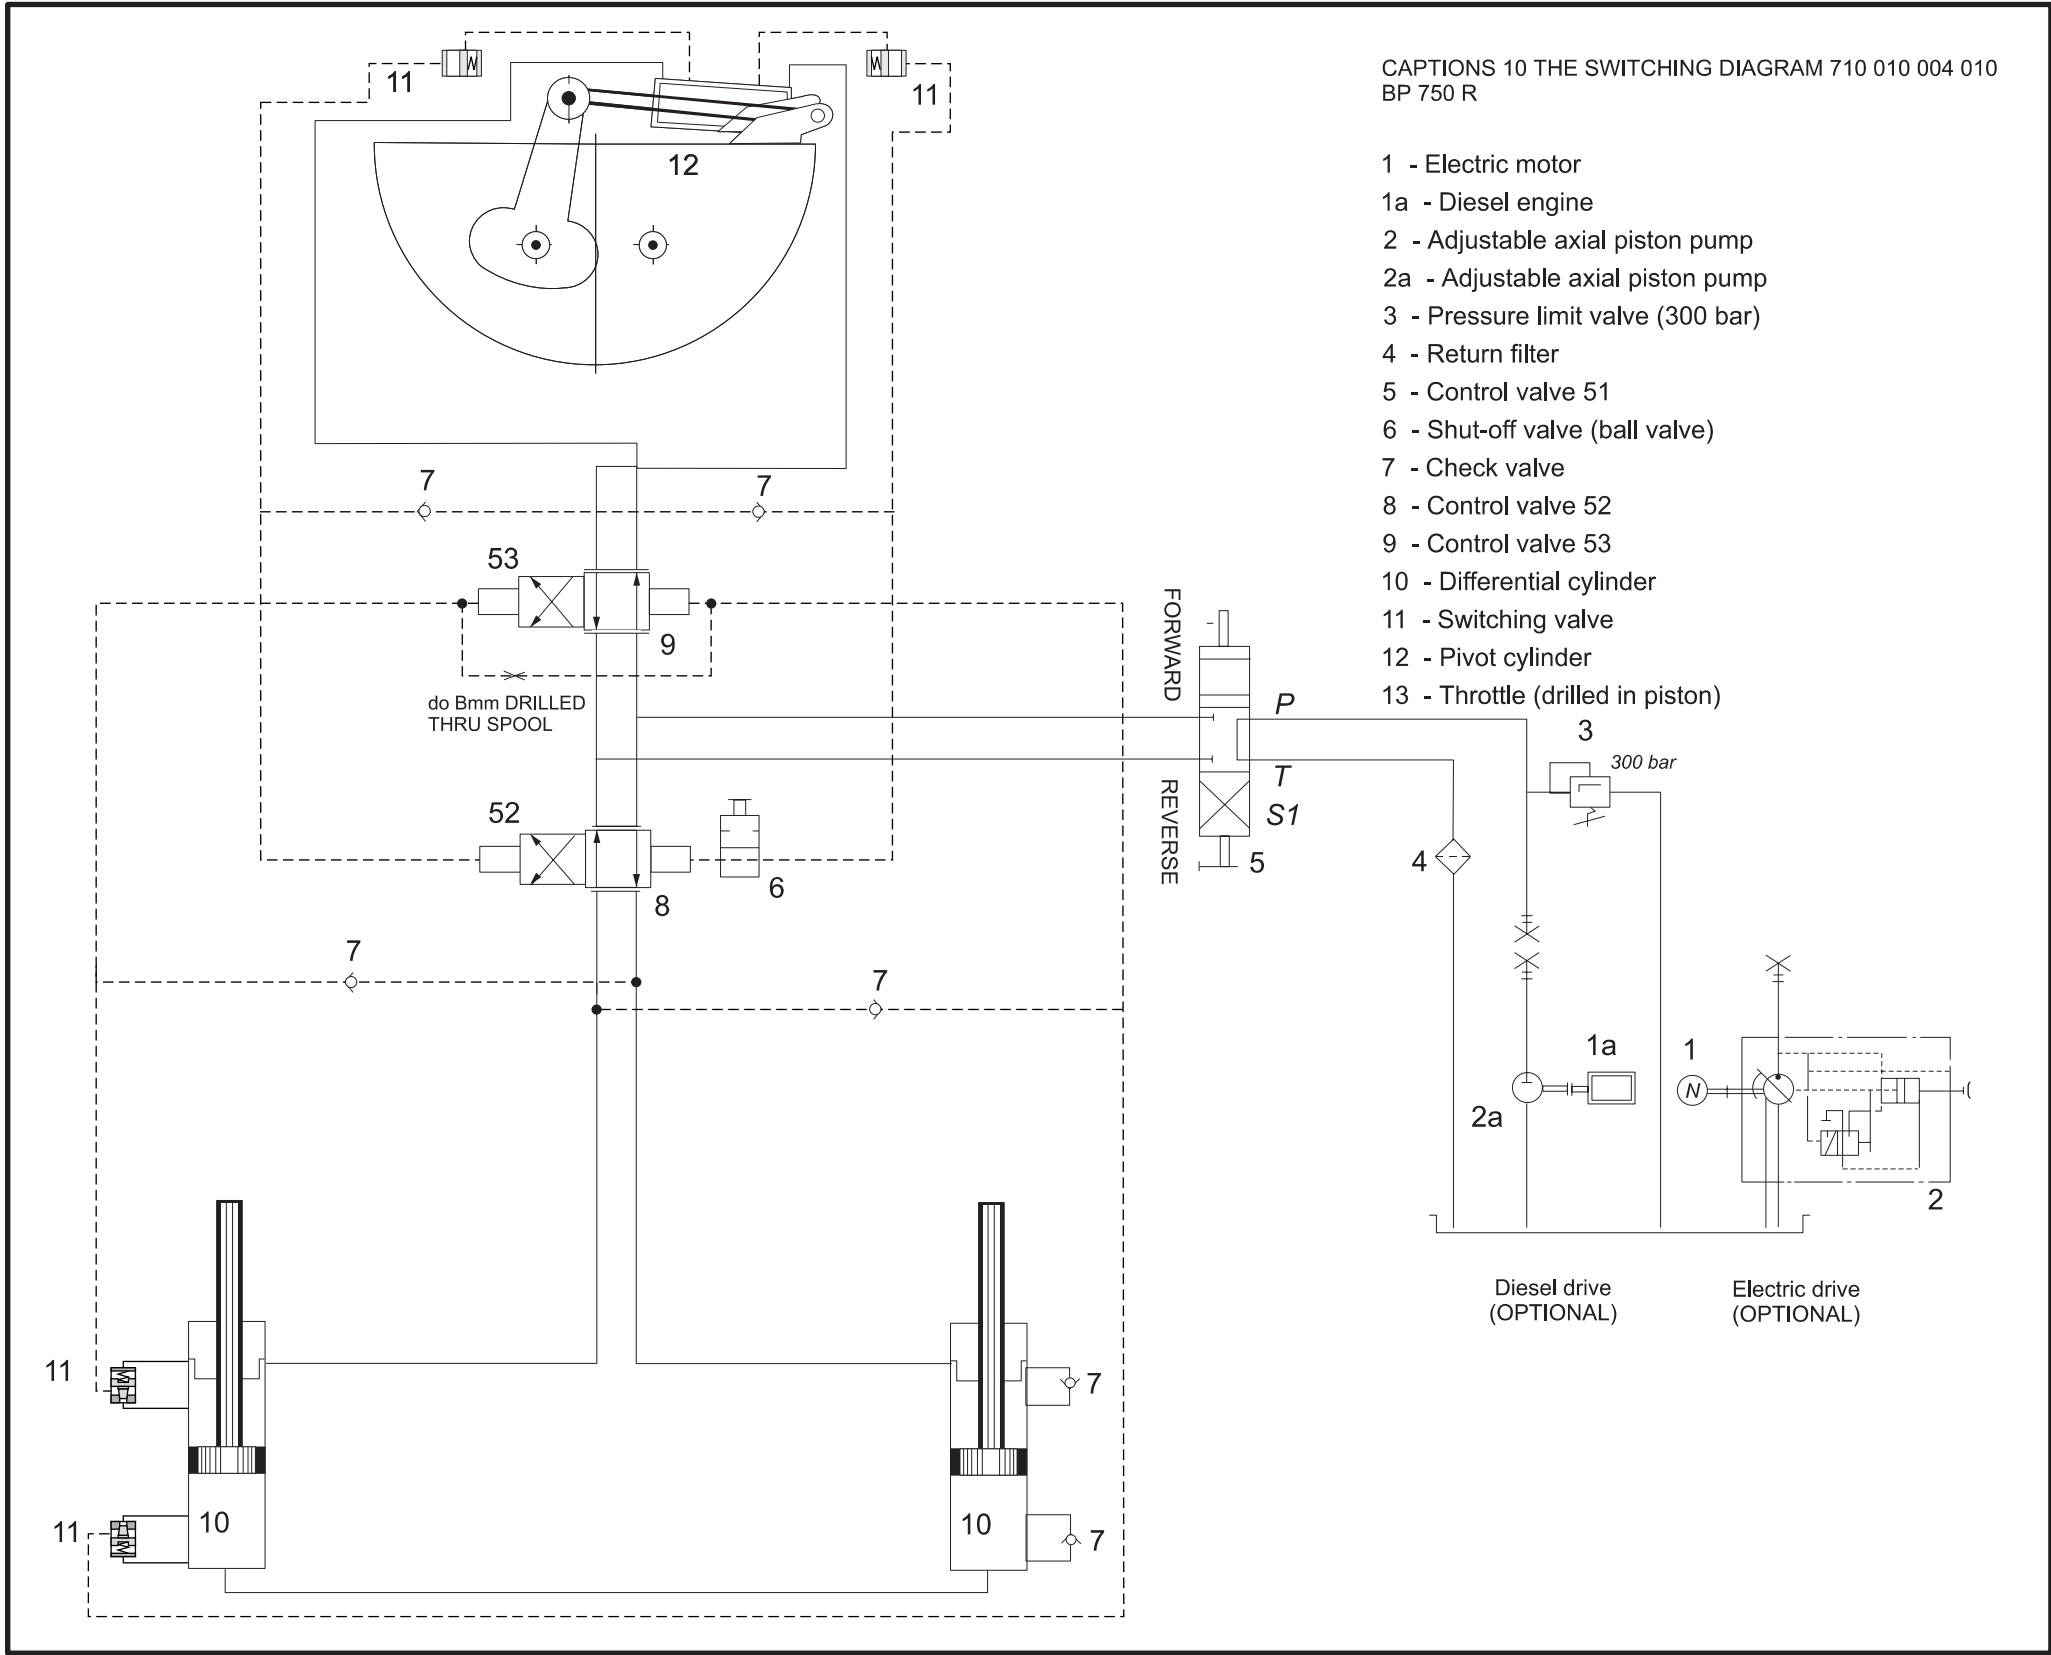 CAPTIONS 10 THE SWITCHING DIAGRAM 710 010 004 010
BP 750 R
1 - Electric motor
1a - Diesel engine
2 - Adjustable axial piston pump
2a - Adjustable axial piston pump
3 - Pressure limit valve (300 bar)
4 - Return filter
5 - Control valve 51
6 - Shut-off valve (ball valve)
7 - Check valve
8 - Control valve 52
9 - Control valve 53
10 - Differential cylinder
11 - Switching valve
12 - Pivot cylinder
13 - Throttle (drilled in piston)
11
11
12
7
7
53
9
do Bmm DRILLED
THRU SPOOL
52
8
6
7
7
FORWARD
REVERSE
P
T
S1
5
3
300 bar
4
1a
2a
1
N
2
Diesel drive
(OPTIONAL)
Electric drive
(OPTIONAL)
11
11
10
10
7
7